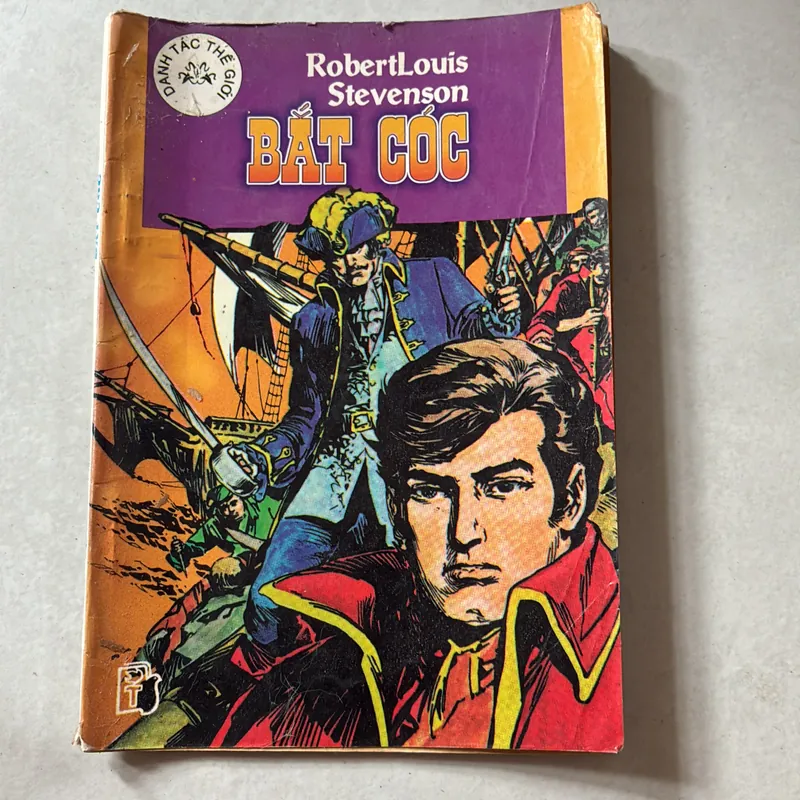 DANH TÁC THẾ GIỚI
RobertLouis
Stevenson
BẮT CÓC